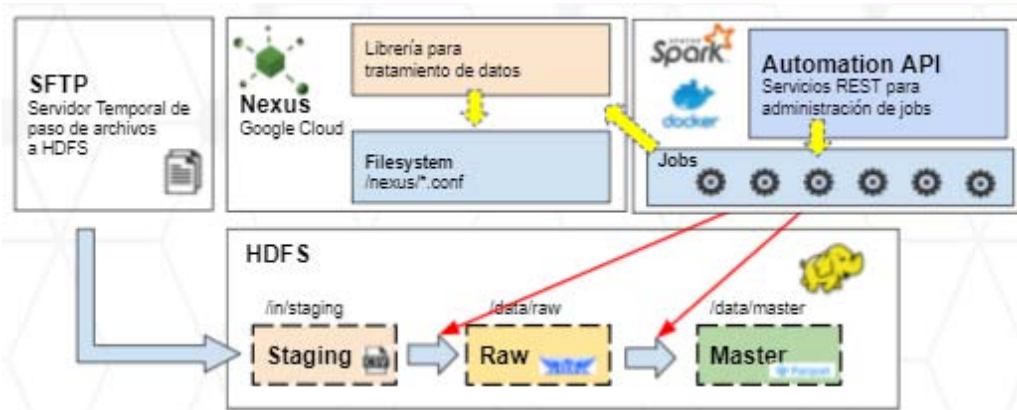 SFTP
Servidor Temporal de
paso de archivos
a HDFS
Nexus
Google Cloud
Librería para
tratamiento de datos
Filesystem
/nexus/*.conf
Spark
docker
Automation API
Servicios REST para
administración de jobs
Jobs
HDFS
/in/staging
Staging
/data/raw
Raw
/data/master
Master
Parquet